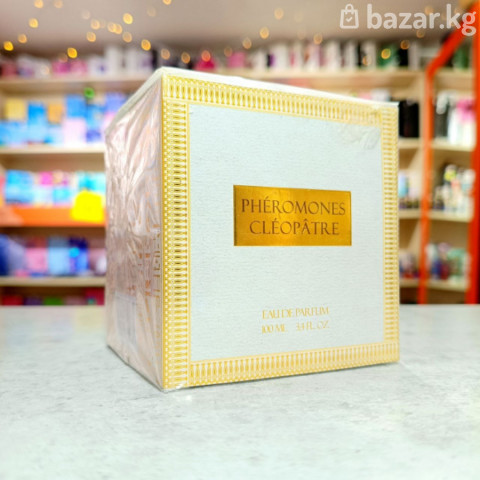 bazar.kg
PHÉROMONES
CLÉOPÂTRE
EAU DE PARFUM
100 ML 3.4 FL. OZ.